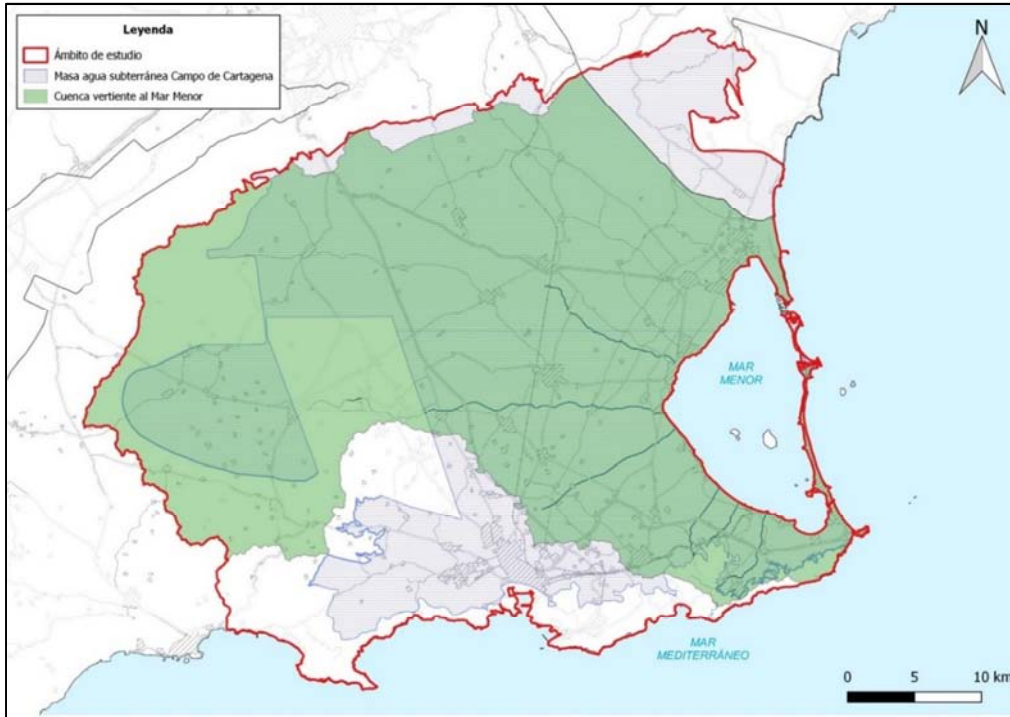 Leyenda
Ámbito de estudio
Masa agua subterránea Campo de Cartagena
Cuenca vertiente al Mar Menor
N
MAR
MENOR
MAR
MEDITERRÁNEO
0 5 10 km